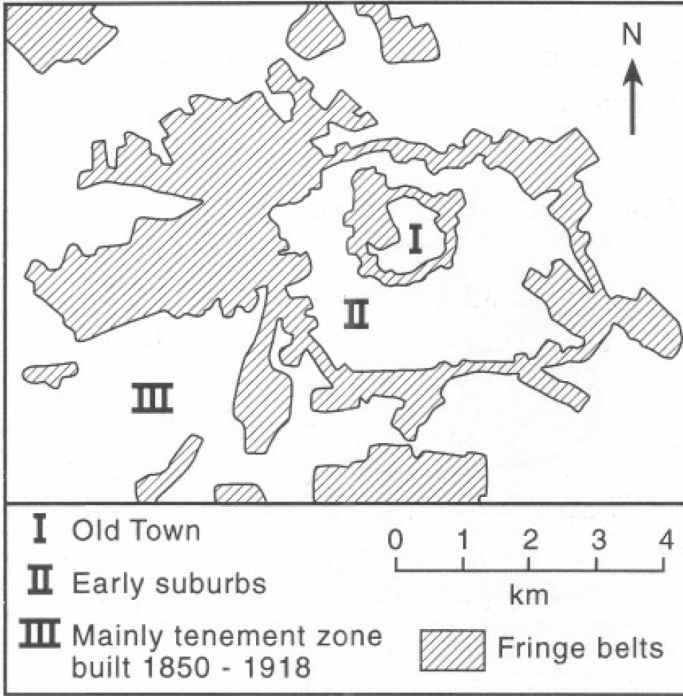 N
I
II
III
I Old Town
II Early suburbs
III Mainly tenement zone
built 1850 - 1918
0 1 2 3 4
km
Fringe belts